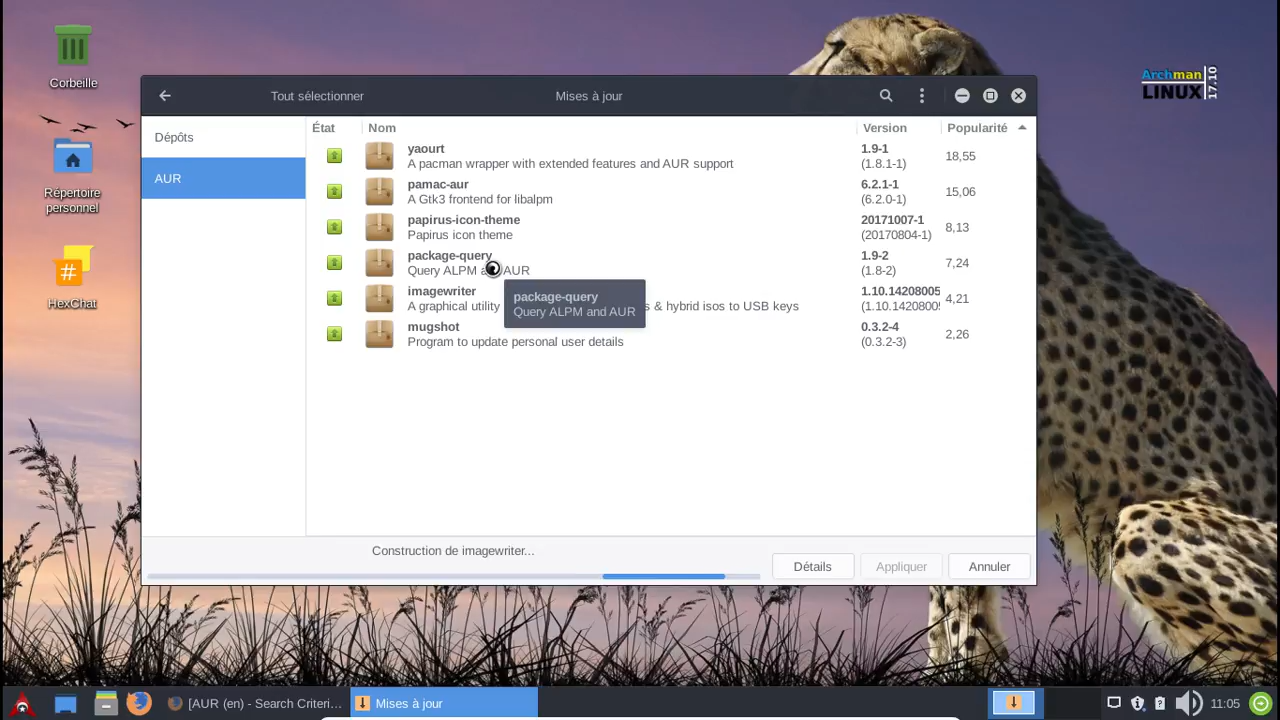 Corbeille
Répertoire
personnel
HexChat
Archman
LINUX
17.10
Tout sélectionner
Mises à jour
Dépôts
AUR
État
Nom
Version
Popularité
yaourt
A pacman wrapper with extended features and AUR support
1.9-1
(1.8.1-1)
18,55
pamac-aur
A Gtk3 frontend for libalpm
6.2.1-1
(6.2.0-1)
15,06
papirus-icon-theme
Papirus icon theme
20171007-1
(20170804-1)
8,13
package-query
Query ALPM a AUR
1.9-2
(1.8-2)
7,24
imagewriter
A graphical utility s & hybrid isos to USB keys
1.10.14208005
(1.10.14208005
4,21
package-query
Query ALPM and AUR
mugshot
Program to update personal user details
0.3.2-4
(0.3.2-3)
2,26
Construction de imagewriter...
Détails
Appliquer
Annuler
[AUR (en) - Search Criteri...
Mises à jour
11:05